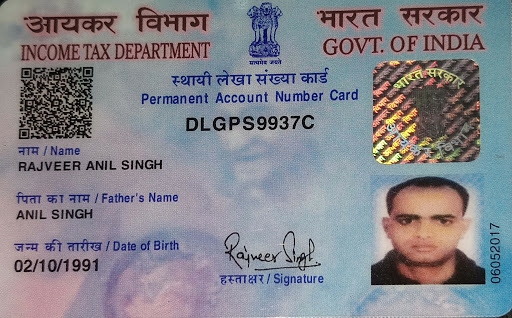 आयकर विभाग
INCOME TAX DEPARTMENT
सत्यमेव जयते
भारत सरकार
GOVT. OF INDIA
स्थायी लेखा संख्या कार्ड
Permanent Account Number Card
DLGPS9937C
भारत सरकार
आयकर विभाग
नाम / Name
RAJVEER ANIL SINGH
पिता का नाम / Father's Name
ANIL SINGH
जन्म की तारीख / Date of Birth
02/10/1991
Rajveer Singh
हस्ताक्षर / Signature
06052017